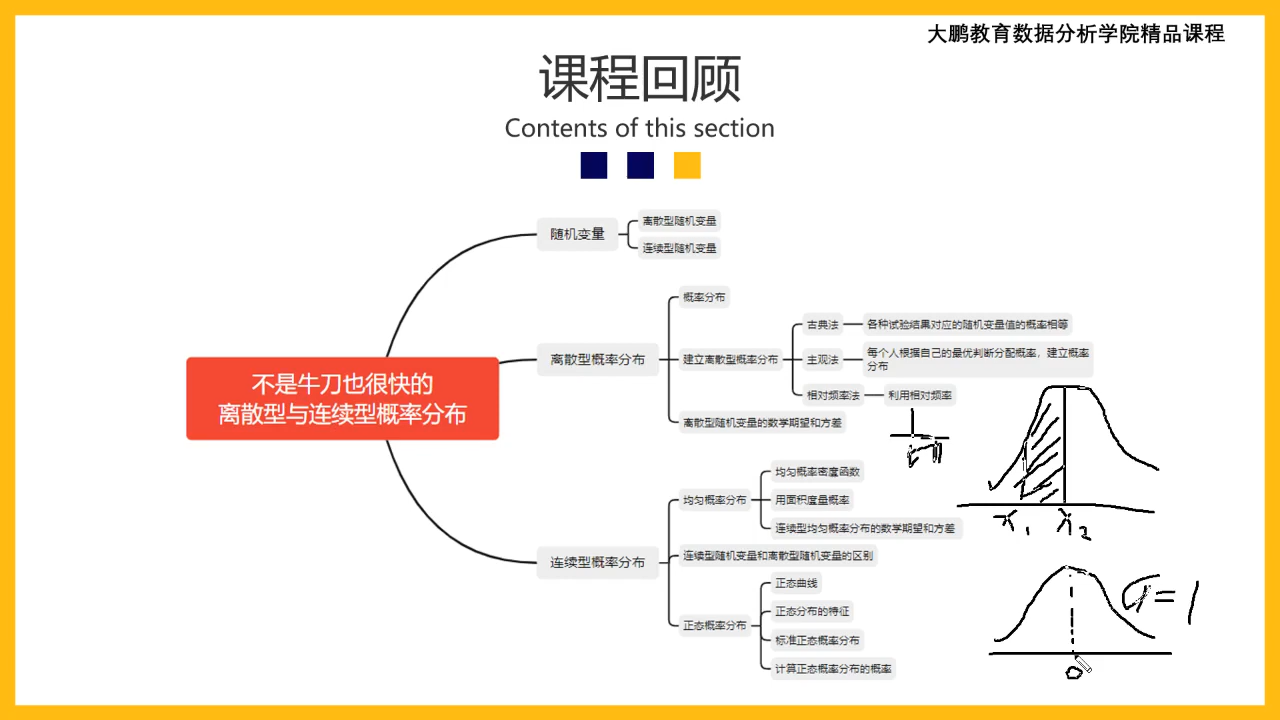 大鹏教育数据分析学院精品课程
课程回顾
Contents of this section
随机变量
离散型随机变量
连续型随机变量
不是牛刀也很快的
离散型与连续型概率分布
离散型概率分布
概率分布
建立离散型概率分布
古典法
各种试验结果对应的随机变量值的概率相等
主观法
每个人根据自己的最优判断分配概率，建立概率
分布
相对频率法
利用相对频率
离散型随机变量的数学期望和方差
连续型概率分布
均匀概率分布
均匀概率密度函数
用面积度量概率
连续型均匀概率分布的数学期望和方差
连续型随机变量和离散型随机变量的区别
正态概率分布
正态曲线
正态分布的特征
标准正态概率分布
计算正态概率分布的概率
x₁ x₂
σ=1
0